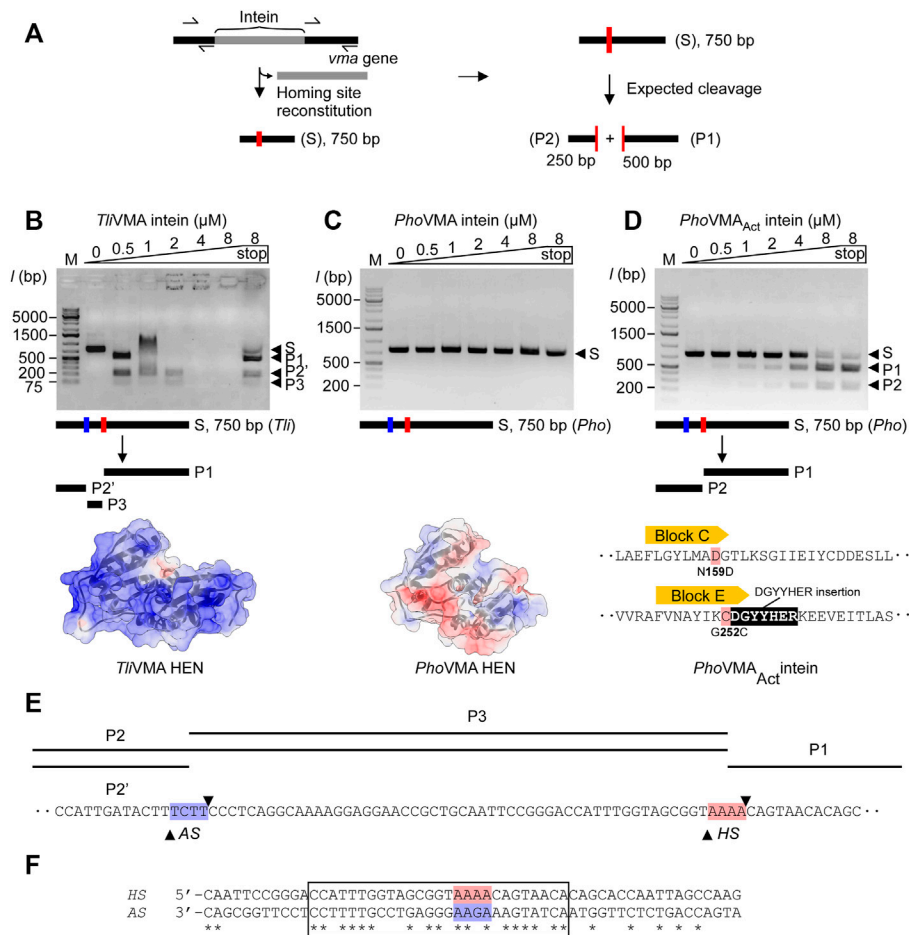 A
Intein
vma gene
Homing site
reconstitution
(S), 750 bp
(S), 750 bp
Expected cleavage
(P2)
+
(P1)
250 bp
500 bp
B
TliVMA intein (µM)
M 0 0.5 1 2 4 8 8
stop
l (bp)
5000
1500
500
200
75
S
P1
P2'
P3
S, 750 bp (Tli)
P1
P2'
P3
TliVMA HEN
C
PhoVMA intein (µM)
M 0 0.5 1 2 4 8 8
stop
l (bp)
5000
1500
500
200
S
S, 750 bp (Pho)
PhoVMA HEN
D
PhoVMAAct intein (µM)
M 0 0.5 1 2 4 8 8
stop
l (bp)
5000
1500
500
200
S
P1
P2
S, 750 bp (Pho)
P1
P2
Block C
·· LAEFLGYLMADGTLKSGIIEIYCDDESLL ··
N159D
Block E
DGYYHER insertion
·· VVRAFVNAYIKCDGYYHERKEEVEITLAS ··
G252C
PhoVMAAct intein
E
P3
P2
P1
P2'
·· CCATTGATACTTTCTTCCCTCAGGCAAAAGGAGGAACCGCTGCAATTCCGGGACCATTTGGTAGCGGTAAAACAGTAACACAGC ··
AS
HS
F
HS 5'-CAATTCCGGGACCATTTGGTAGCGGTAAAACAGTAACACAGCACCAATTAGCCAAG
AS 3'-CAGCGGTTCCTCCTTTTGCCTGAGGGAAGAAAGTATCAATGGTTCTCTGACCAGTA